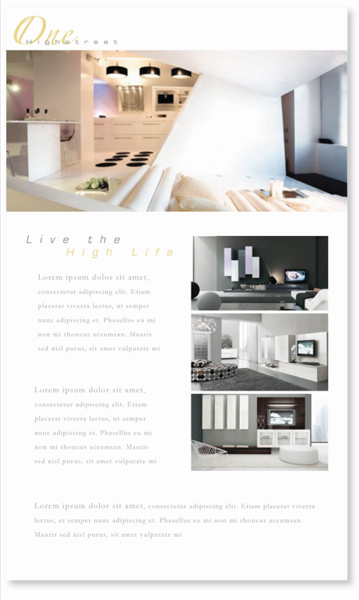 One
Highstreet
Live the
High Life
Lorem ipsum dolor sit amet,
consectetur adipiscing elit. Etiam
placerat viverra lectus, ut semper
nunc adipiscing et. Phasellus eu mi
non mi rhoncus accumsan. Mauris
sed nisl purus, sit amet vulputate mi
Lorem ipsum dolor sit amet,
consectetur adipiscing elit. Etiam
placerat viverra lectus, ut semper
nunc adipiscing et. Phasellus eu mi
non mi rhoncus accumsan. Mauris
sed nisl purus, sit amet vulputate mi
Lorem ipsum dolor sit amet, consectetur adipiscing elit. Etiam placerat viverra
lectus, ut semper nunc adipiscing et. Phasellus eu mi non mi rhoncus accumsan.
Mauris sed nisl purus, sit amet vulputate mi